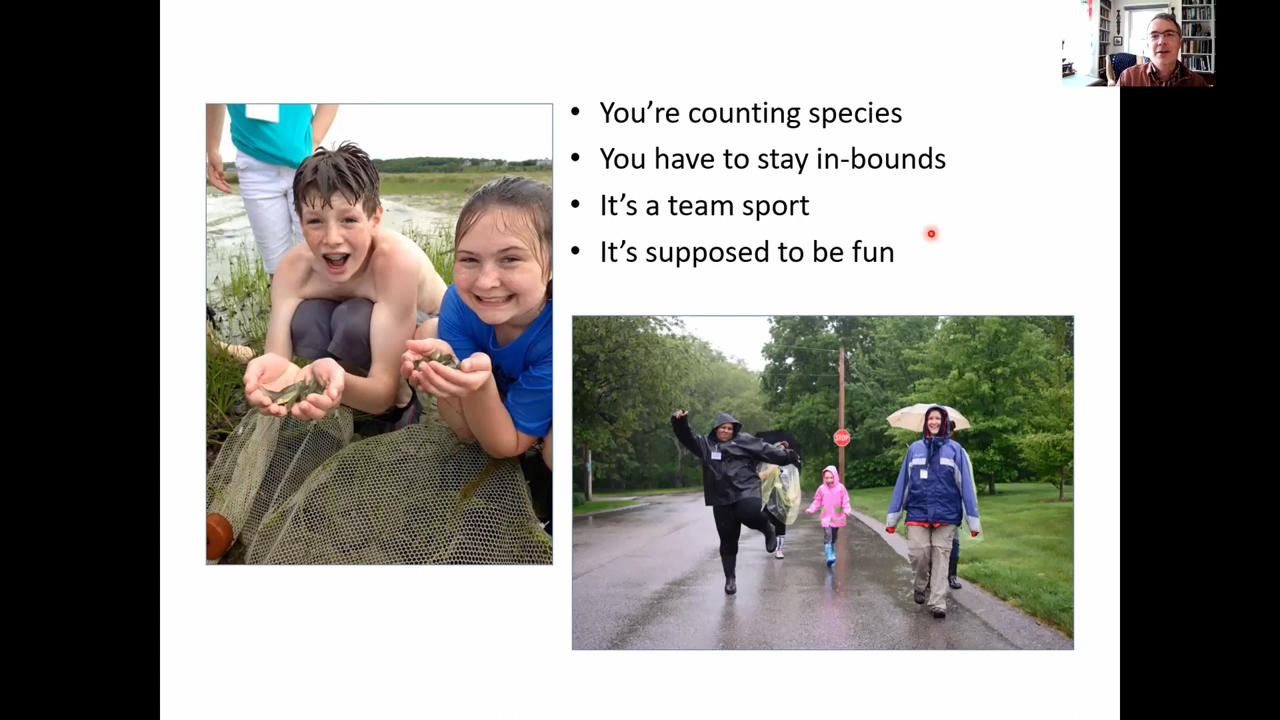 • You’re counting species
• You have to stay in-bounds
• It’s a team sport
• It’s supposed to be fun
STOP